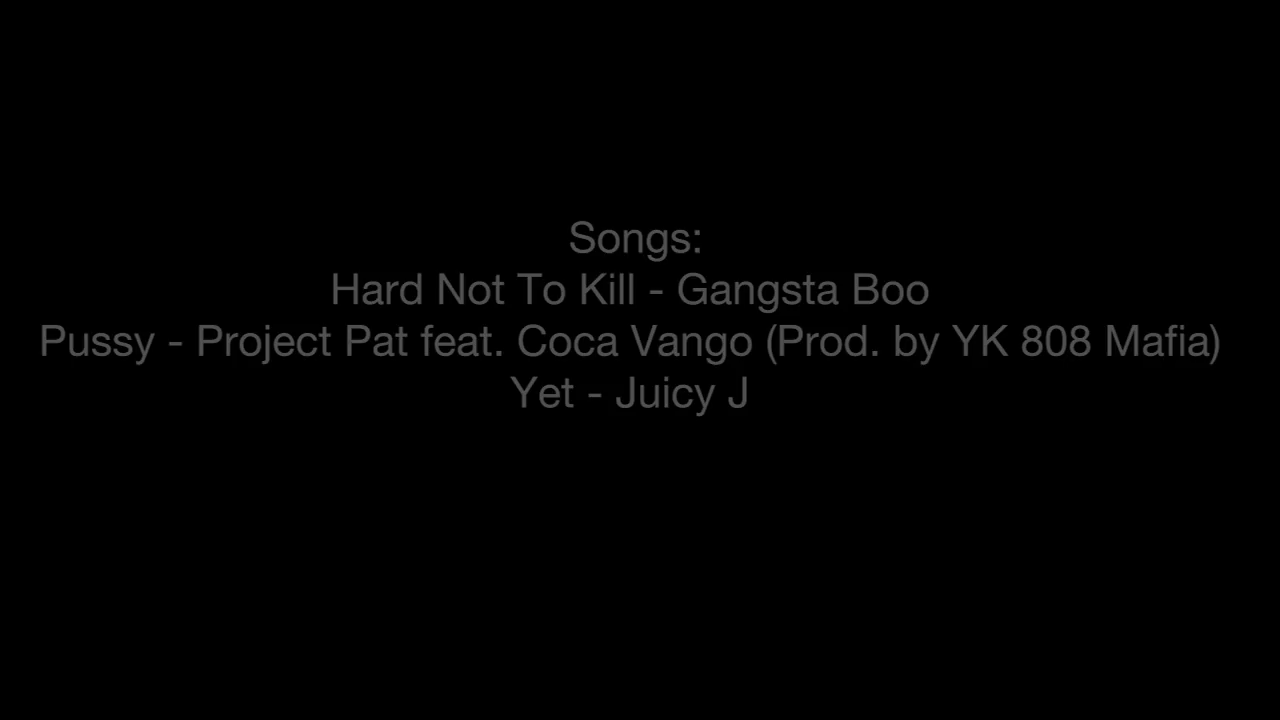 Songs:
Hard Not To Kill - Gangsta Boo
Pussy - Project Pat feat. Coca Vango (Prod. by YK 808 Mafia)
Yet - Juicy J